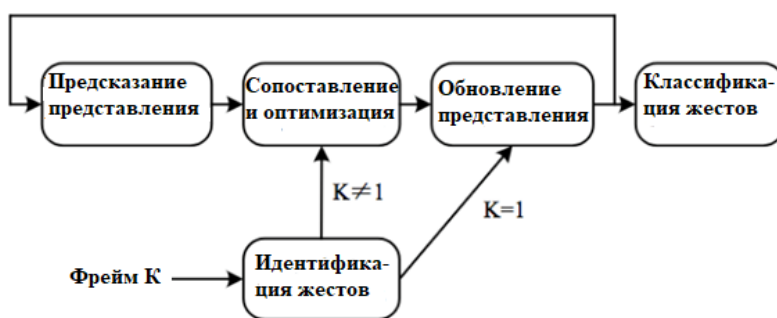 Предсказание
представления
Сопоставление
и оптимизация
Обновление
представления
Классифика-
ция жестов
K≠1
K=1
Фрейм К
Идентифика-
ция жестов